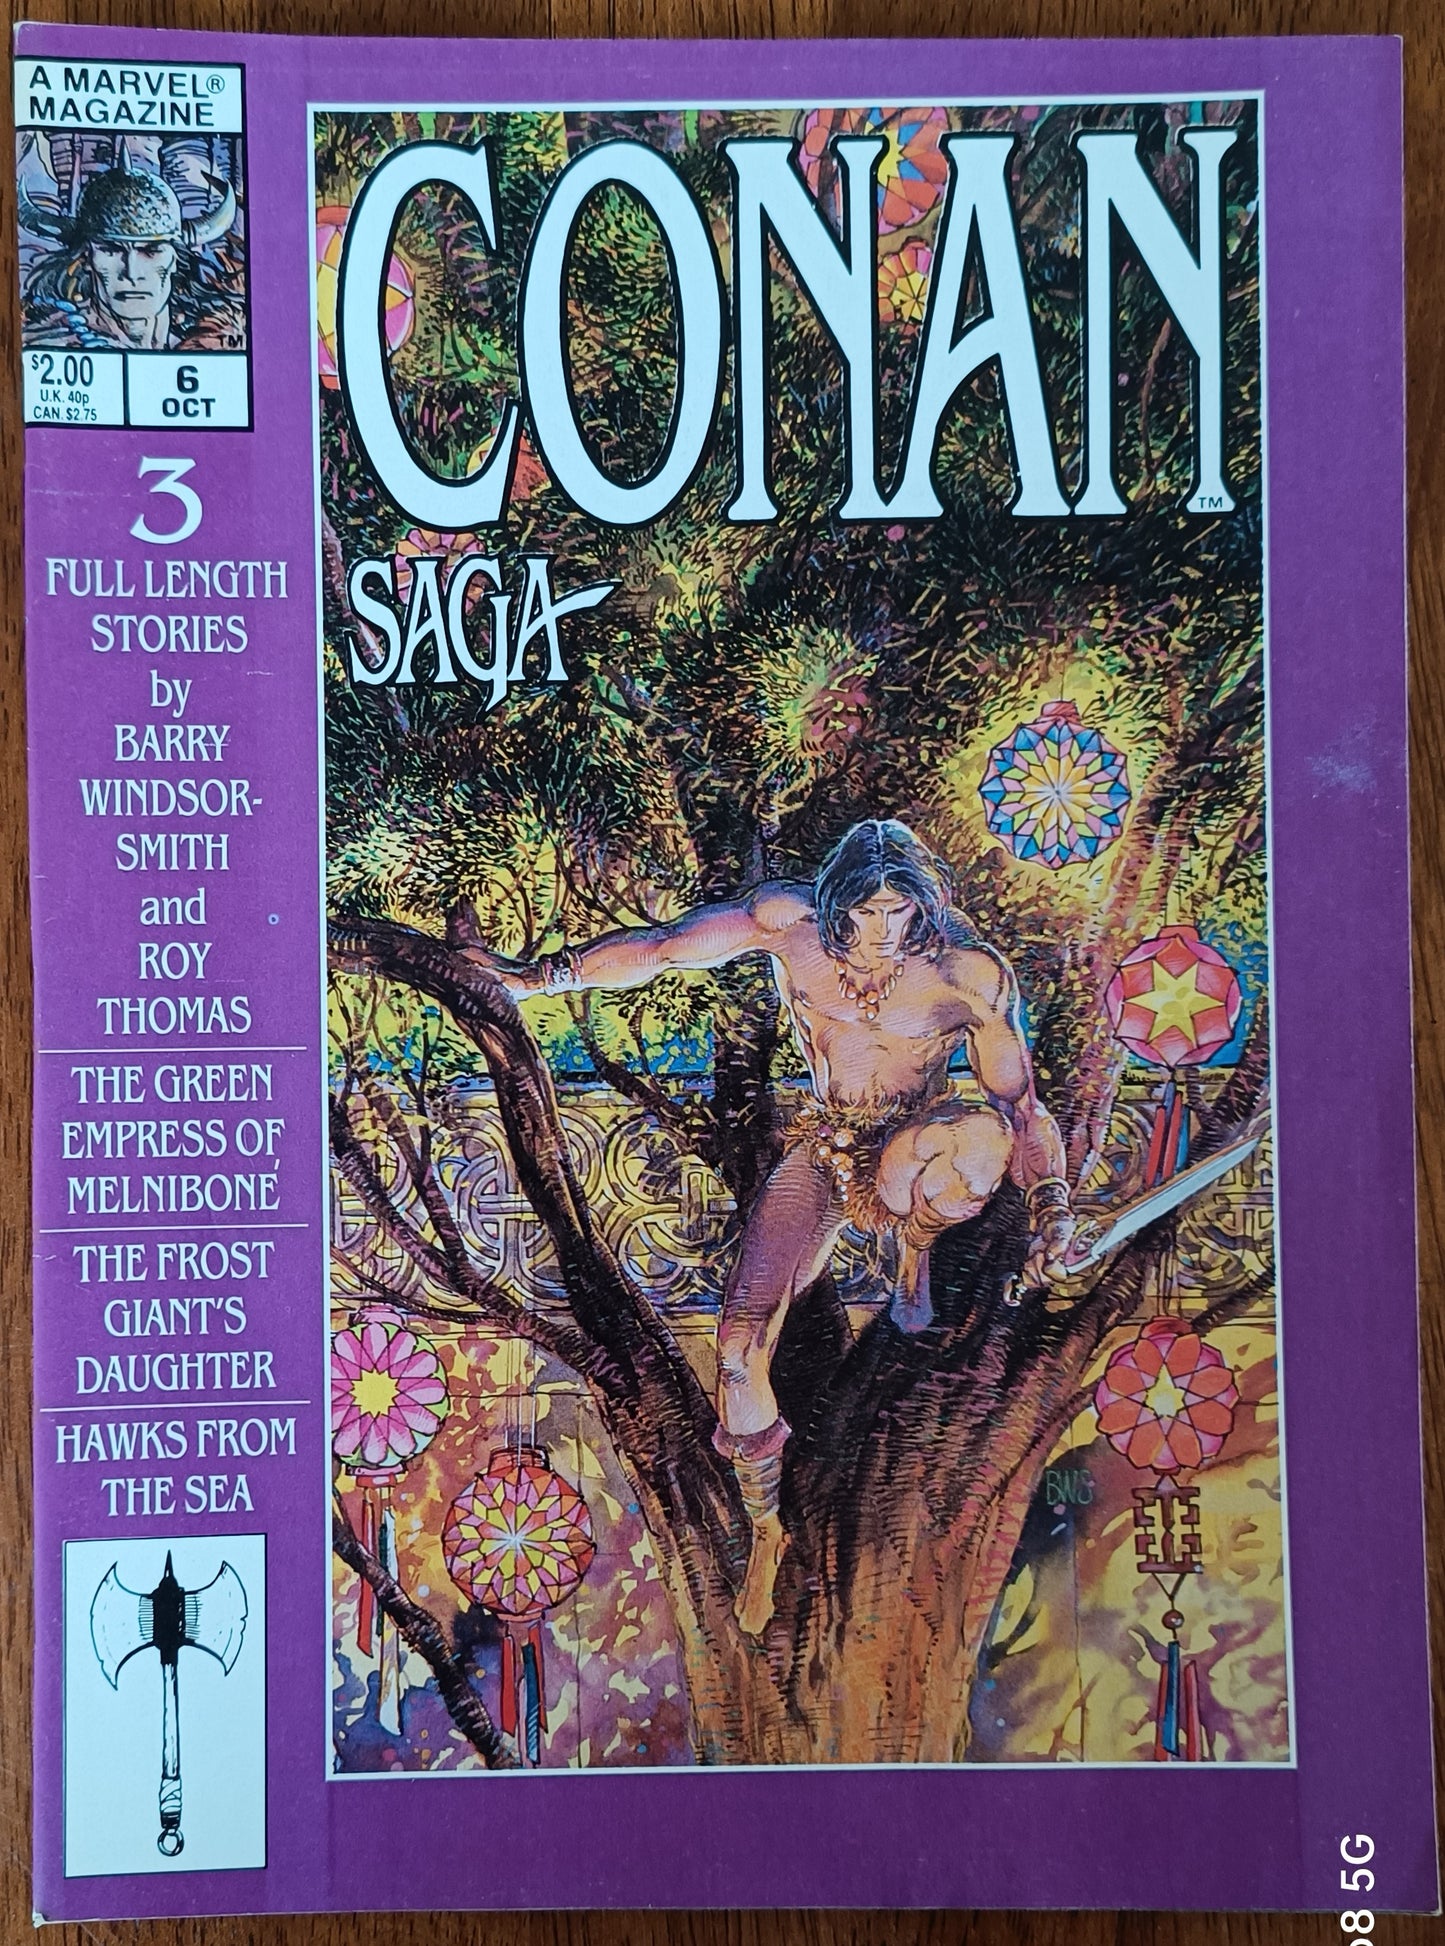 A MARVEL®
MAGAZINE
TM
$2.00
U.K. 40p
CAN. $2.75
6
OCT
CONAN
TM
SAGA
3
FULL LENGTH
STORIES
by
BARRY
WINDSOR-
SMITH
and
ROY
THOMAS
THE GREEN
EMPRESS OF
MELNIBONÉ
THE FROST
GIANT'S
DAUGHTER
HAWKS FROM
THE SEA
BWS
5G